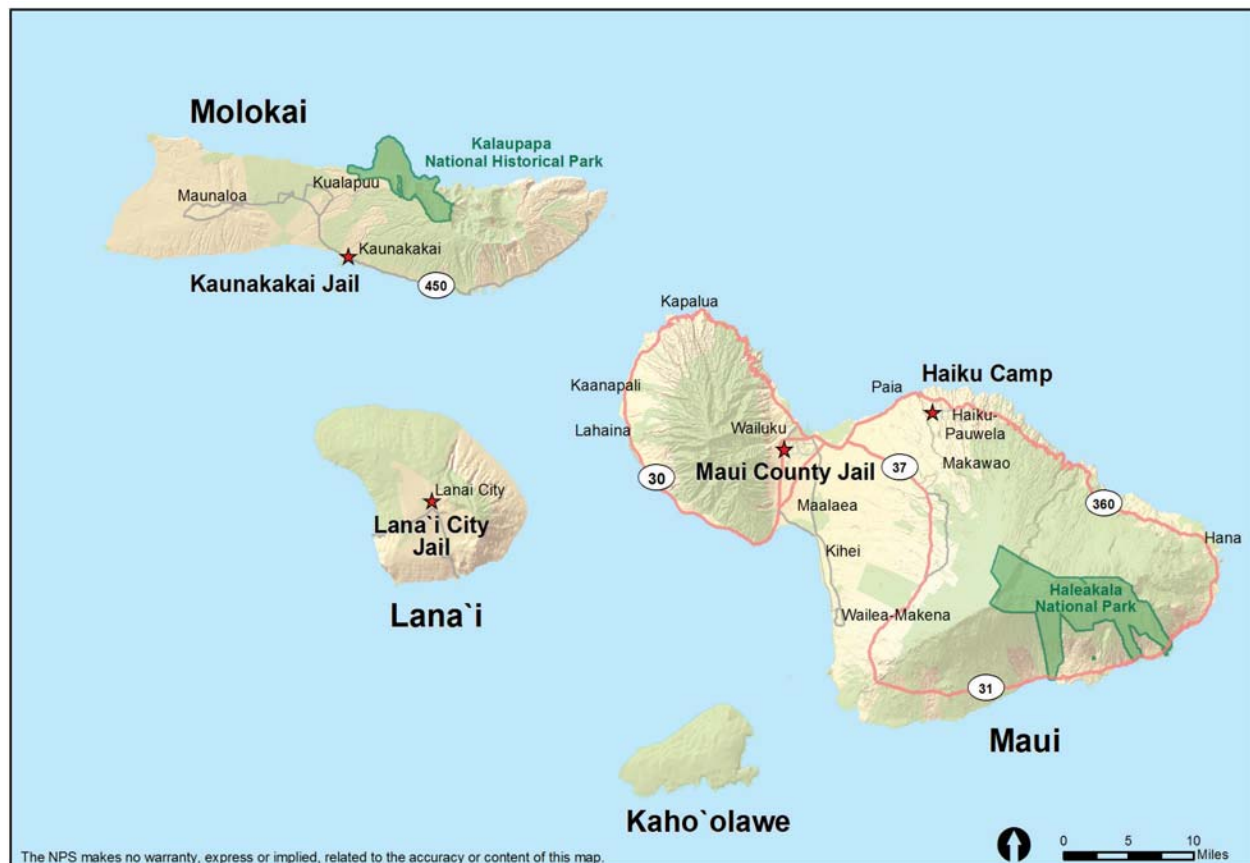 Molokai
Kalaupapa
National Historical Park
Maunaloa
Kualapuu
Kaunakakai
Kaunakakai Jail
450
Kapalua
Kaanapali
Lahaina
30
Wailuku
Maui County Jail
Paia
Haiku Camp
Haiku-
Pauwela
Makawao
37
360
Maalaea
Kihei
Hana
Haleakala
National Park
Wailea-Makena
31
Maui
Lanai City
Lana`i City
Jail
Lana`i
Kaho`olawe
0 5 10
Miles
The NPS makes no warranty, express or implied, related to the accuracy or content of this map.